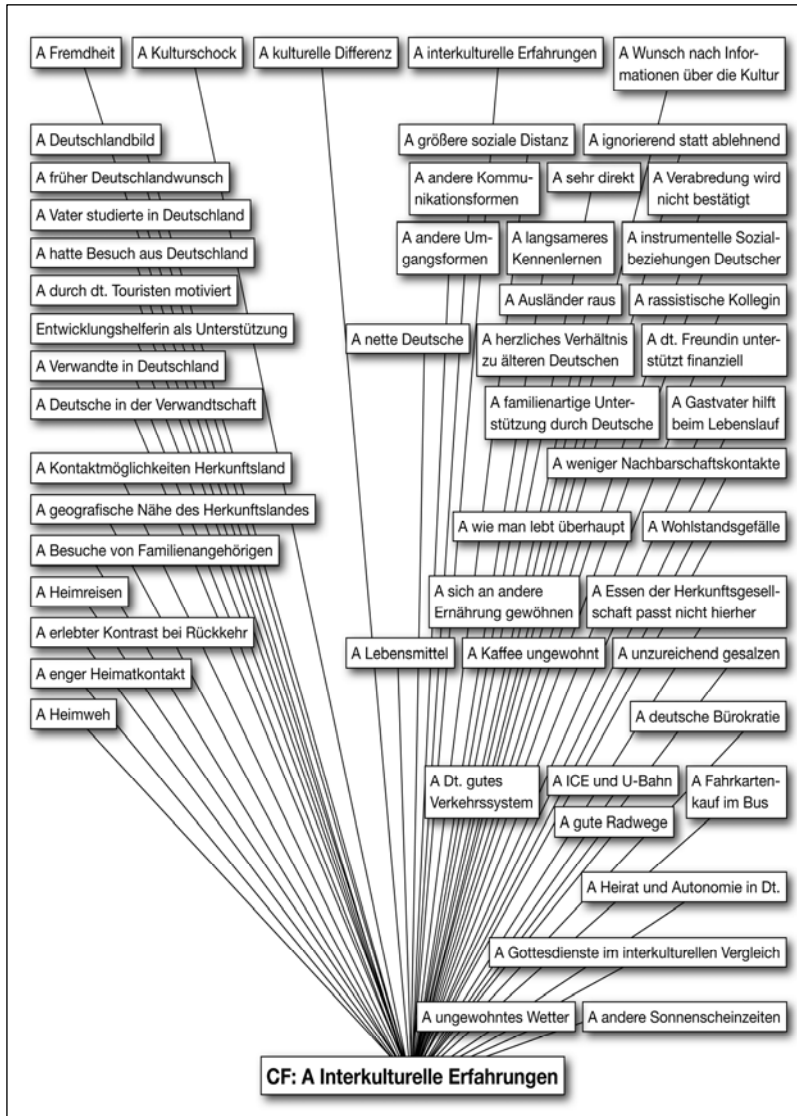 A Fremdheit
A Kulturschock
A kulturelle Differenz
A interkulturelle Erfahrungen
A Wunsch nach Infor-
mationen über die Kultur
A Deutschlandbild
A früher Deutschlandwunsch
A Vater studierte in Deutschland
A hatte Besuch aus Deutschland
A durch dt. Touristen motiviert
Entwicklungshelferin als Unterstützung
A Verwandte in Deutschland
A Deutsche in der Verwandtschaft
A Kontaktmöglichkeiten Herkunftsland
A geografische Nähe des Herkunftslandes
A Besuche von Familienangehörigen
A Heimreisen
A erlebter Kontrast bei Rückkehr
A enger Heimatkontakt
A Heimweh
A größere soziale Distanz
A ignorierend statt ablehnend
A andere Kommu-
nikationsformen
A sehr direkt
A Verabredung wird
nicht bestätigt
A andere Um-
gangsformen
A langsameres
Kennenlernen
A instrumentelle Sozial-
beziehungen Deutscher
A Ausländer raus
A rassistische Kollegin
A nette Deutsche
A herzliches Verhältnis
zu älteren Deutschen
A dt. Freundin unter-
stützt finanziell
A familienartige Unter-
stützung durch Deutsche
A Gastvater hilft
beim Lebenslauf
A weniger Nachbarschaftskontakte
A wie man lebt überhaupt
A Wohlstandsgefälle
A sich an andere
Ernährung gewöhnen
A Essen der Herkunftsgesell-
schaft passt nicht hierher
A Lebensmittel
A Kaffee ungewohnt
A unzureichend gesalzen
A deutsche Bürokratie
A Dt. gutes
Verkehrssystem
A ICE und U-Bahn
A Fahrkarten-
kauf im Bus
A gute Radwege
A Heirat und Autonomie in Dt.
A Gottesdienste im interkulturellen Vergleich
A ungewohntes Wetter
A andere Sonnenscheinzeiten
CF: A Interkulturelle Erfahrungen